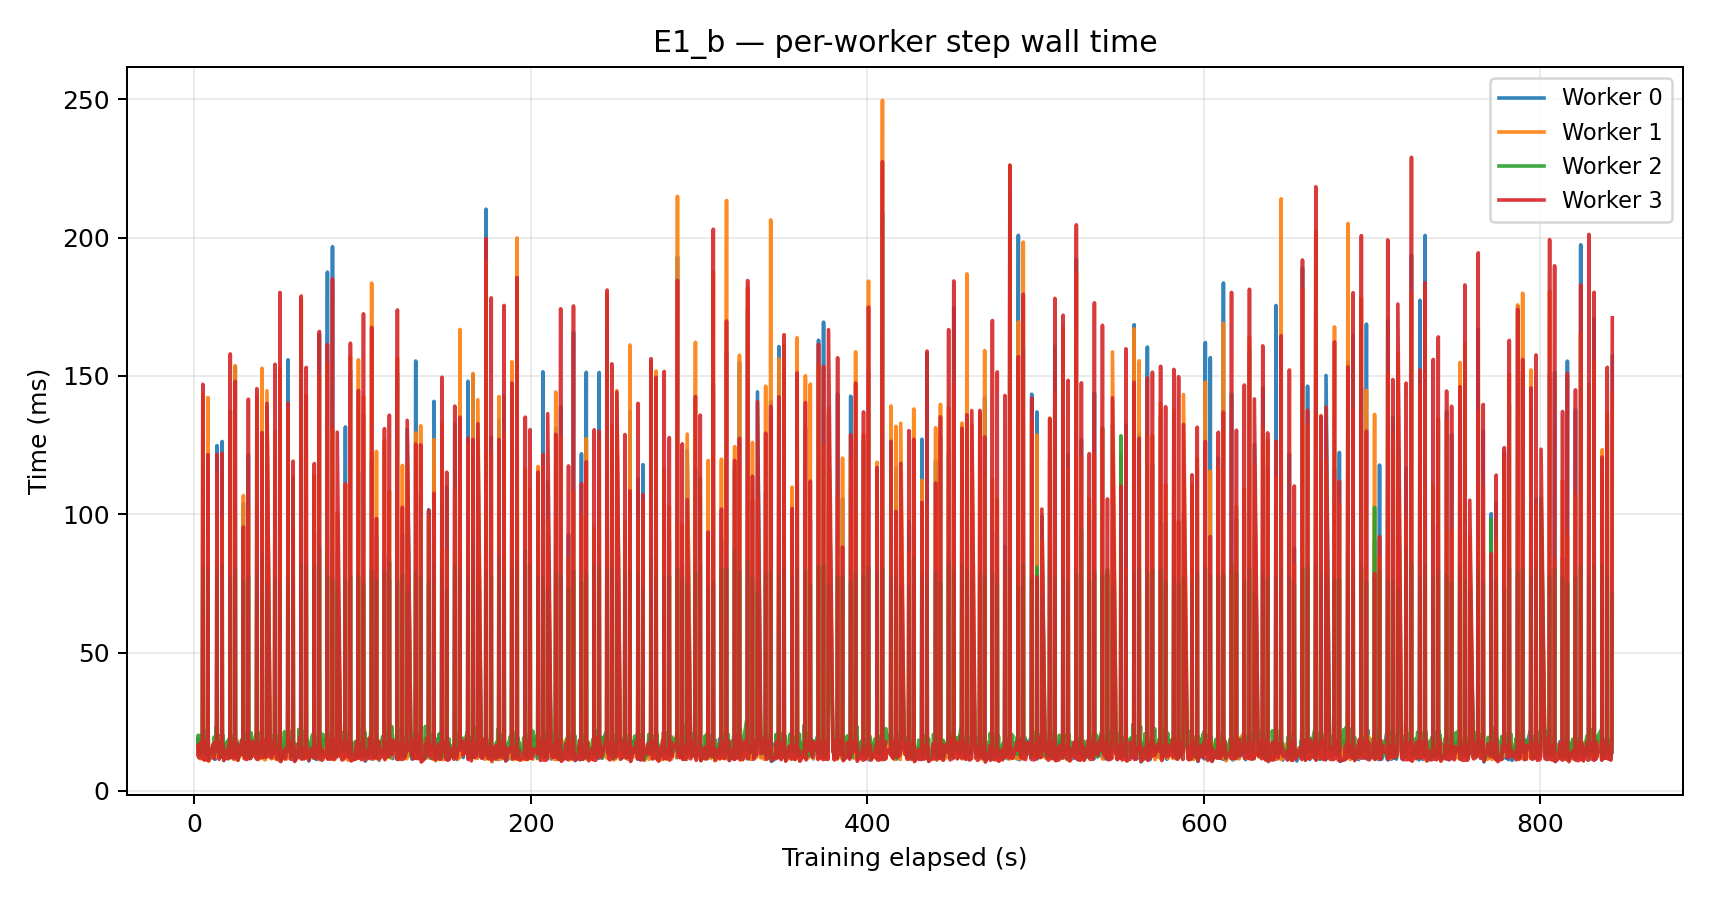 E1_b — per-worker step wall time
250
200
150
100
50
0
Time (ms)
0 200 400 600 800
Training elapsed (s)
Worker 0
Worker 1
Worker 2
Worker 3